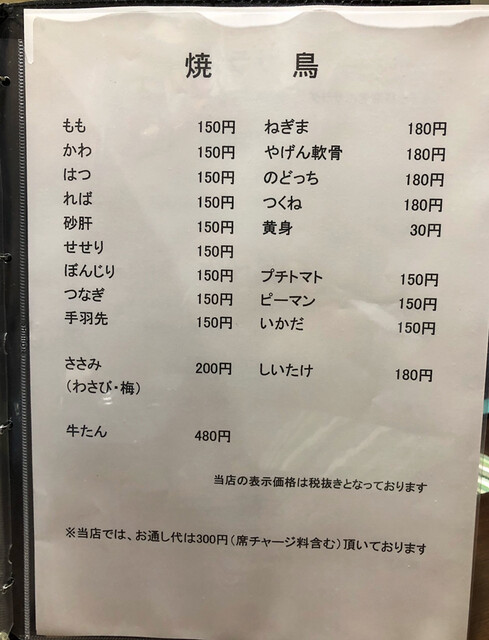 焼 鳥
もも 150円
かわ 150円
はつ 150円
れば 150円
砂肝 150円
せせり 150円
ぼんじり 150円
つなぎ 150円
手羽先 150円
ささみ 200円
（わさび・梅）
牛たん 480円
ねぎま 180円
やげん軟骨 180円
のどっち 180円
つくね 180円
黄身 30円
プチトマト 150円
ピーマン 150円
いかだ 150円
しいたけ 180円
当店の表示価格は税抜きとなっております
※当店では、お通し代は300円（席チャージ料含む）頂いております